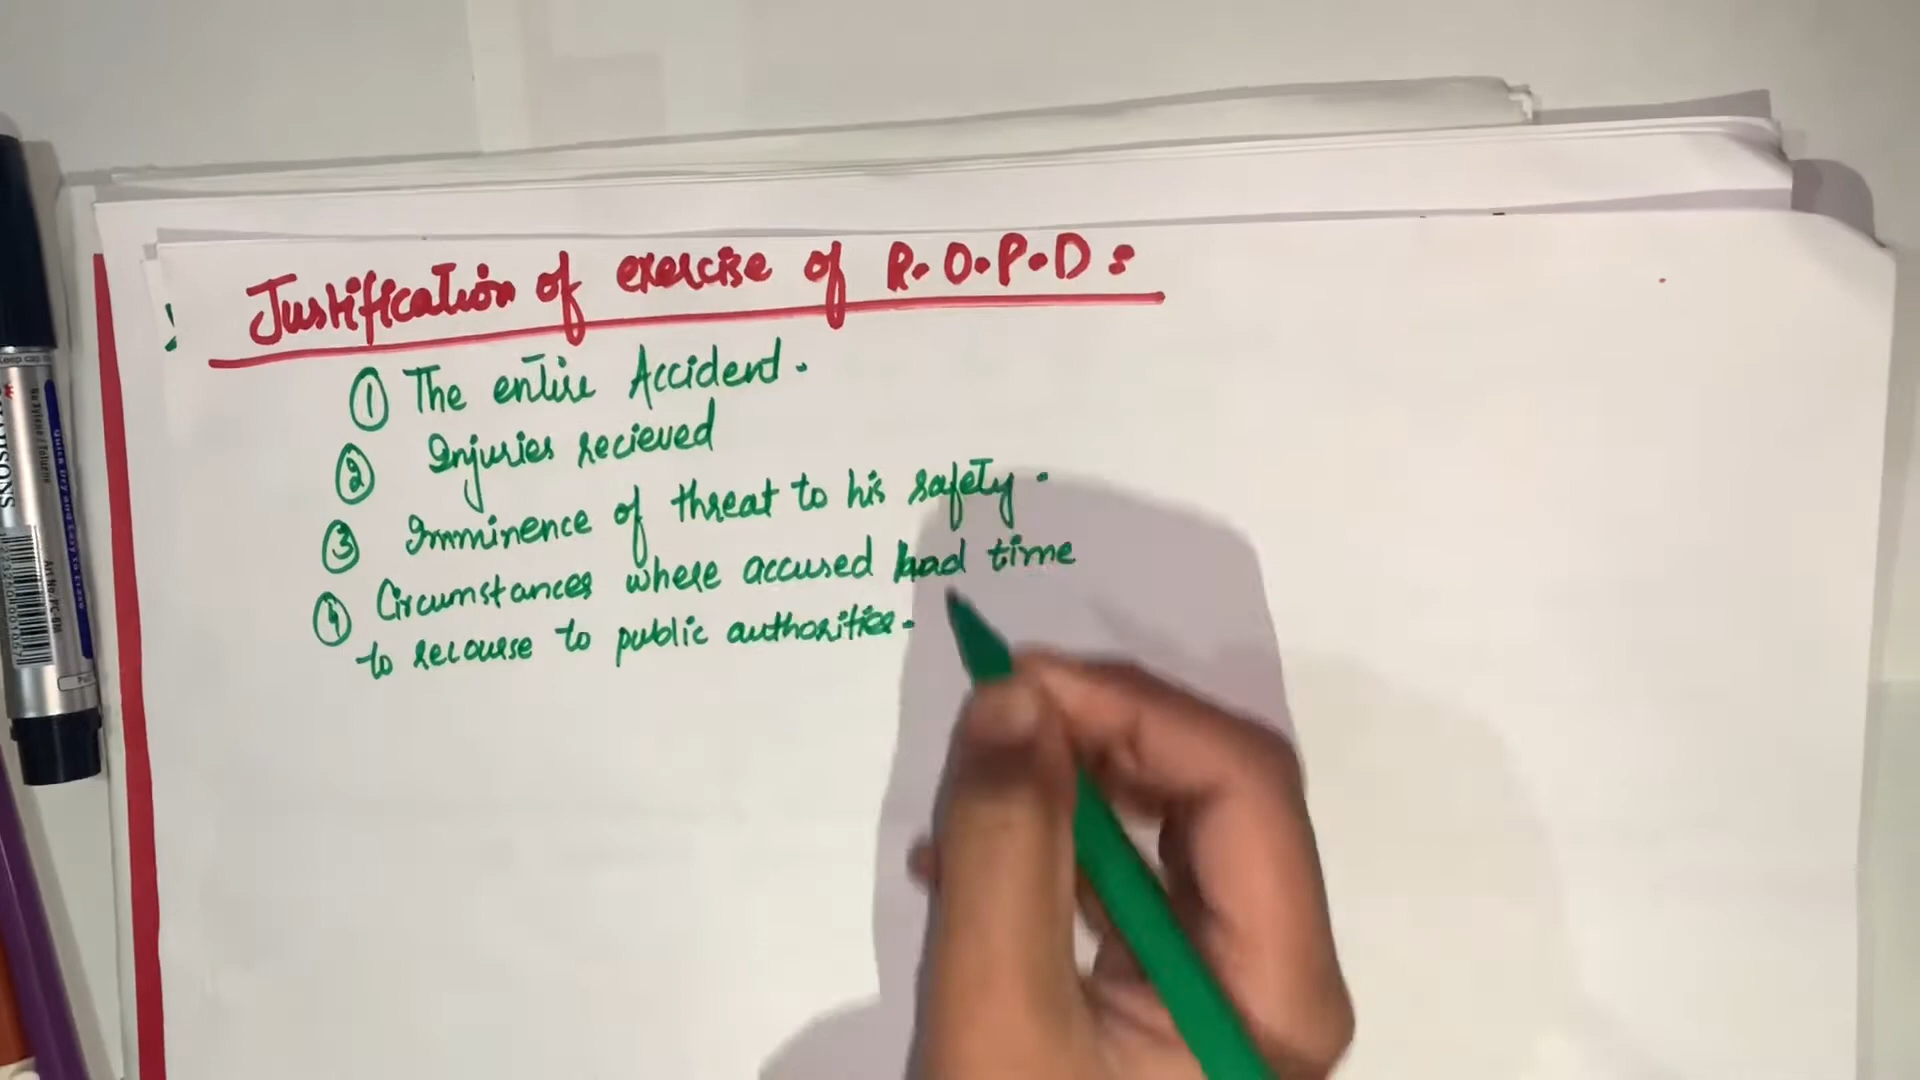 Justification of exercise of R.O.P.D:
① The entire Accident.
② Injuries recieved
③ Imminence of threat to his safety.
④ Circumstances where accused had time
to recourse to public authorities.